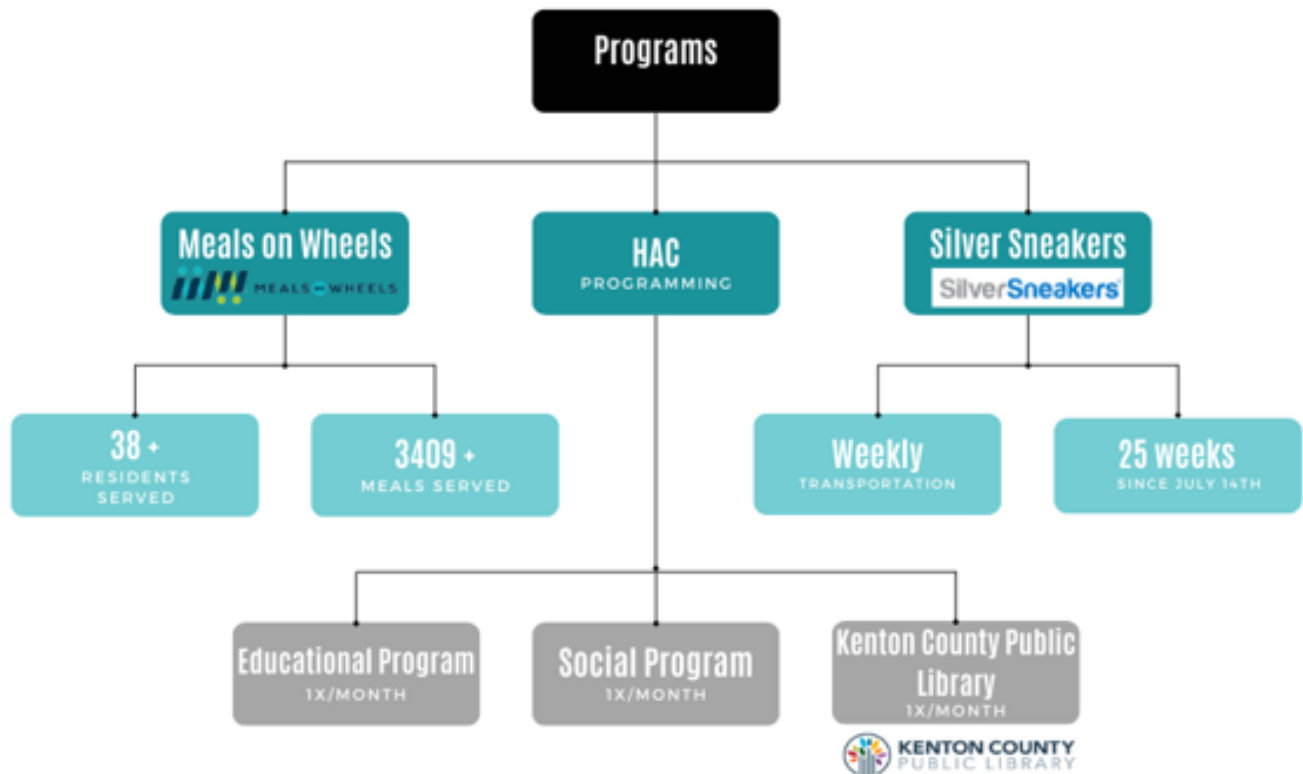 Programs
Meals on Wheels
MEALS on WHEELS
HAC
PROGRAMMING
Silver Sneakers
SilverSneakers
38 +
RESIDENTS
SERVED
3409 +
MEALS SERVED
Weekly
TRANSPORTATION
25 weeks
SINCE JULY 14TH
Educational Program
1X/MONTH
Social Program
1X/MONTH
Kenton County Public
Library
1X/MONTH
KENTON COUNTY
PUBLIC LIBRARY